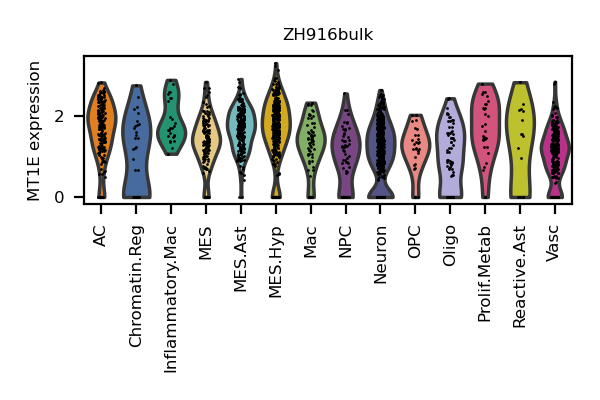 ZH916bulk
MT1E expression
2
0
AC
Chromatin.Reg
Inflammatory.Mac
MES
MES.Ast
MES.Hyp
Mac
NPC
Neuron
OPC
Oligo
Prolif.Metab
Reactive.Ast
Vasc